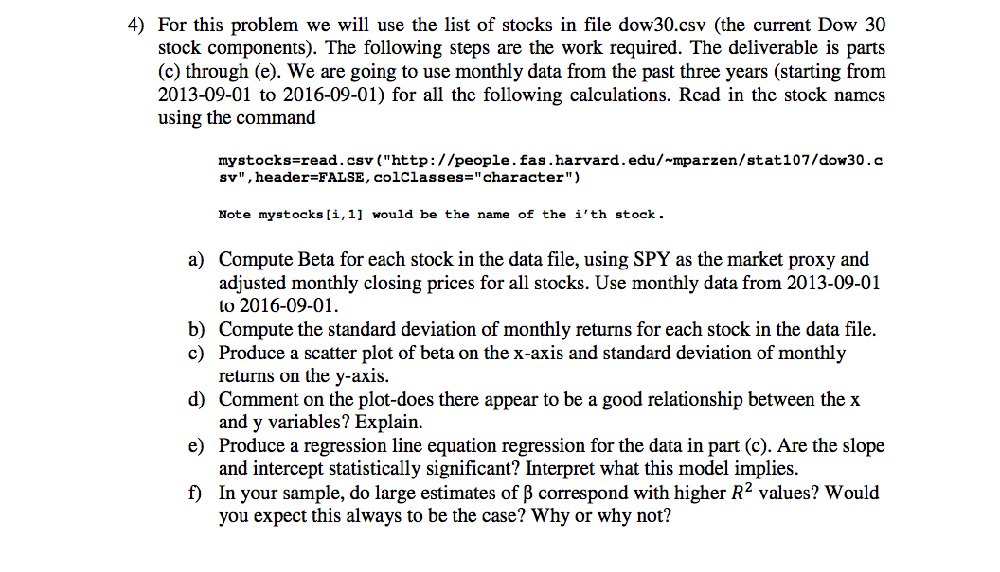 4) For this problem we will use the list of stocks in file dow30.csv (the current Dow 30
stock components). The following steps are the work required. The deliverable is parts
(c) through (e). We are going to use monthly data from the past three years (starting from
2013-09-01 to 2016-09-01) for all the following calculations. Read in the stock names
using the command
mystocks=read.csv("http://people.fas.harvard.edu/~mparzen/stat107/dow30.c
sv",header=FALSE,colClasses="character")
Note mystocks[i,1] would be the name of the i'th stock.
a) Compute Beta for each stock in the data file, using SPY as the market proxy and
adjusted monthly closing prices for all stocks. Use monthly data from 2013-09-01
to 2016-09-01.
b) Compute the standard deviation of monthly returns for each stock in the data file.
c) Produce a scatter plot of beta on the x-axis and standard deviation of monthly
returns on the y-axis.
d) Comment on the plot-does there appear to be a good relationship between the x
and y variables? Explain.
e) Produce a regression line equation regression for the data in part (c). Are the slope
and intercept statistically significant? Interpret what this model implies.
f) In your sample, do large estimates of β correspond with higher R² values? Would
you expect this always to be the case? Why or why not?